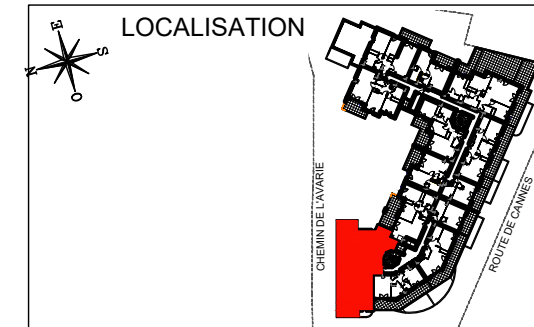 LOCALISATION
E
S
N
O
CHEMIN DE L'AVARIE
ROUTE DE CANNES